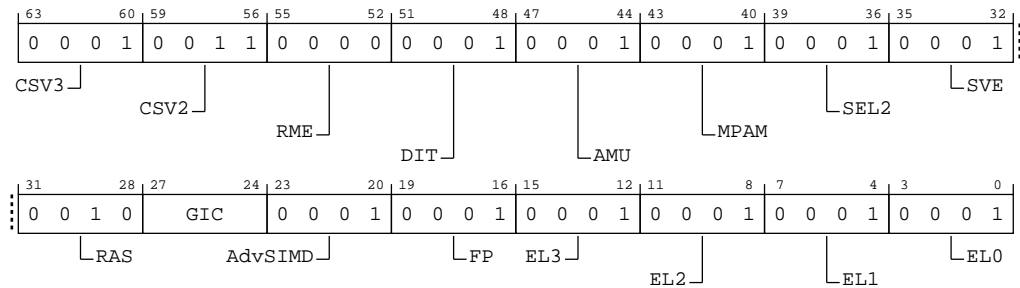 63 60 59 56 55 52 51 48 47 44 43 40 39 36 35 32
0 0 0 1 0 0 1 1 0 0 0 0 0 0 0 1 0 0 0 1 0 0 0 1 0 0 0 1 0 0 0 1
CSV3 SVE
CSV2 SEL2
RME MPAM
DIT AMU
31 28 27 24 23 20 19 16 15 12 11 8 7 4 3 0
0 0 1 0 GIC 0 0 0 1 0 0 0 1 0 0 0 1 0 0 0 1 0 0 0 1 0 0 0 1
RAS AdvSIMD FP EL3 EL0
EL2 EL1